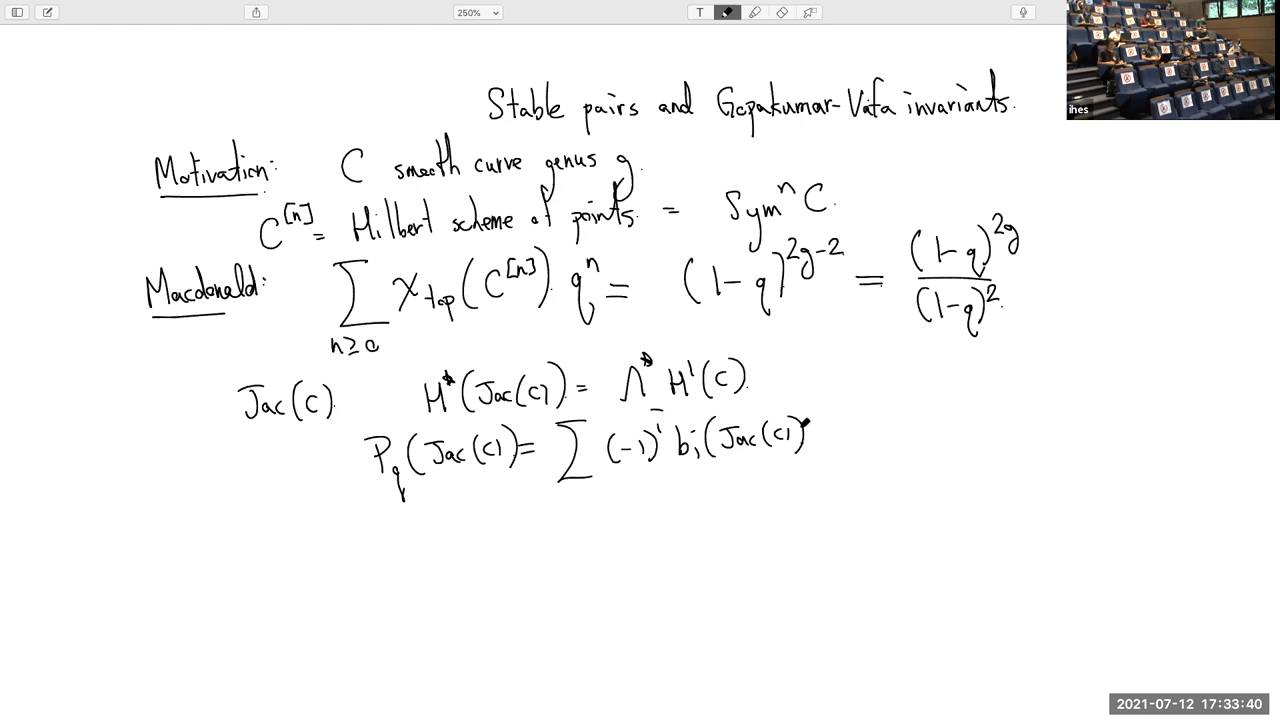 250%
T
ihes
Stable pairs and Gopakumar-Vafa invariants.
Motivation: C smooth curve genus g.
C^[n] = Hilbert scheme of points. = Sym^n C.
Macdonald: ∑_{n≥0} χ_top(C^[n]) q^n = (1-q)^{2g-2} = (1-q)^{2g} / (1-q)^2.
Jac(C). H^*(Jac(C)) = Λ^* H^1(C).
P_q(Jac(C)) = ∑ (-1)^i b_i(Jac(C))
2021-07-12 17:33:40